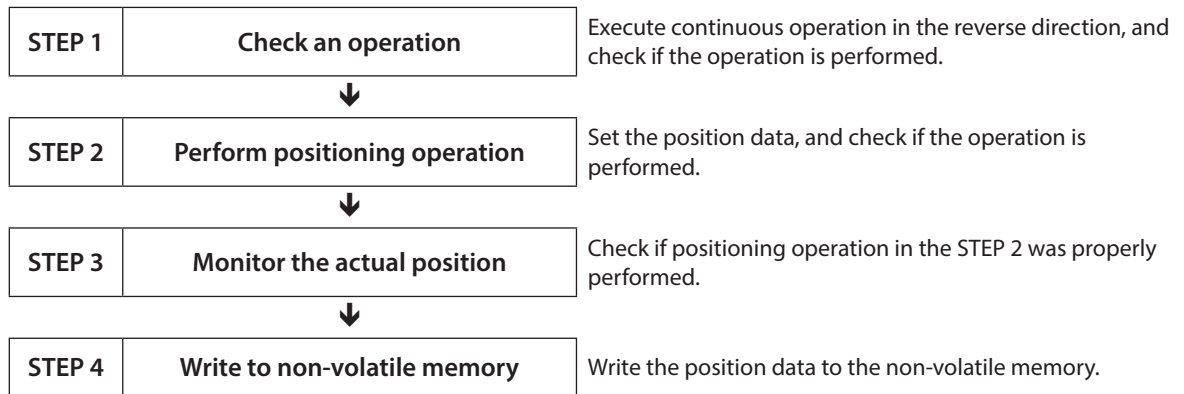 STEP 1 Check an operation
Execute continuous operation in the reverse direction, and
check if the operation is performed.
STEP 2 Perform positioning operation
Set the position data, and check if the operation is
performed.
STEP 3 Monitor the actual position
Check if positioning operation in the STEP 2 was properly
performed.
STEP 4 Write to non-volatile memory
Write the position data to the non-volatile memory.